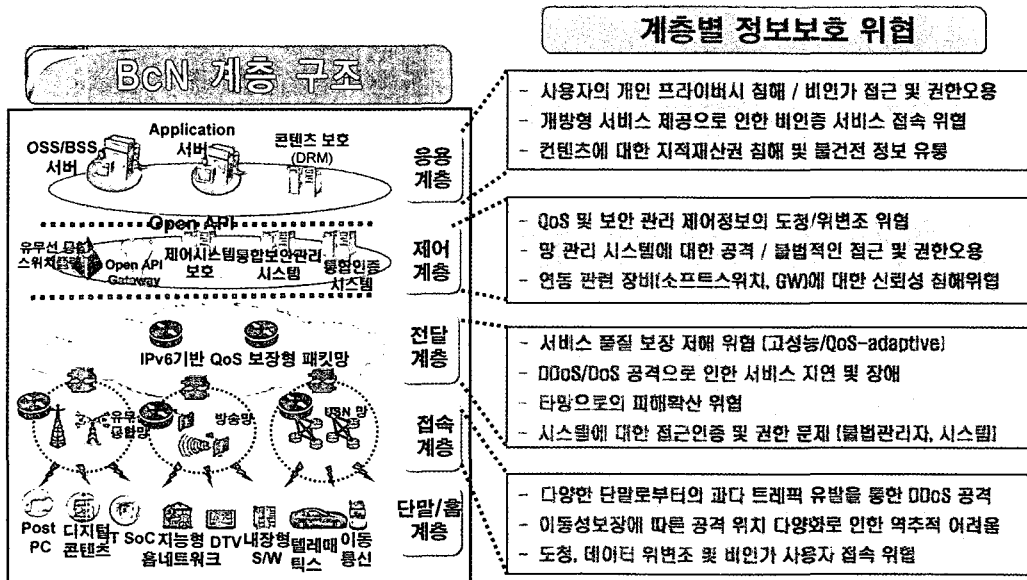 계층별 정보보호 위협
BcN 계층 구조
OSS/BSS
서버
Application
서버
콘텐츠 보호
(DRM)
응용
계층
- 사용자의 개인 프라이버시 침해 / 비인가 접근 및 권한오용
- 개방형 서비스 제공으로 인한 비인증 서비스 접속 위협
- 컨텐츠에 대한 지적재산권 침해 및 불건전 정보 유통
Open API
유무선 통합
스위치
Open API
Gateway
제어시스템
보호
통합보안관리
시스템
통합인증
시스템
제어
계층
- QoS 및 보안 관리 제어정보의 도청/위변조 위협
- 망 관리 시스템에 대한 공격 / 불법적인 접근 및 권한오용
- 연동 관련 장비(소프트스위치, GW)에 대한 신뢰성 침해위협
IPv6기반 QoS 보장형 패킷망
전달
계층
- 서비스 품질 보장 저해 위협 (고성능/QoS-adaptive)
- DDoS/DoS 공격으로 인한 서비스 지연 및 장애
- 타망으로의 피해확산 위협
- 시스템에 대한 접근인증 및 권한 문제 (불법관리자, 시스템)
유무선
통합망
방송망
USN 망
접속
계층
Post
PC
디지털
콘텐츠
IT SoC
지능형
홈네트워크
DTV
내장형
S/W
텔레매
틱스
이동
통신
단말/홈
계층
- 다양한 단말로부터의 과다 트레픽 유발을 통한 DDoS 공격
- 이동성보장에 따른 공격 위치 다양화로 인한 역추적 어려움
- 도청, 데이터 위변조 및 비인가 사용자 접속 위협